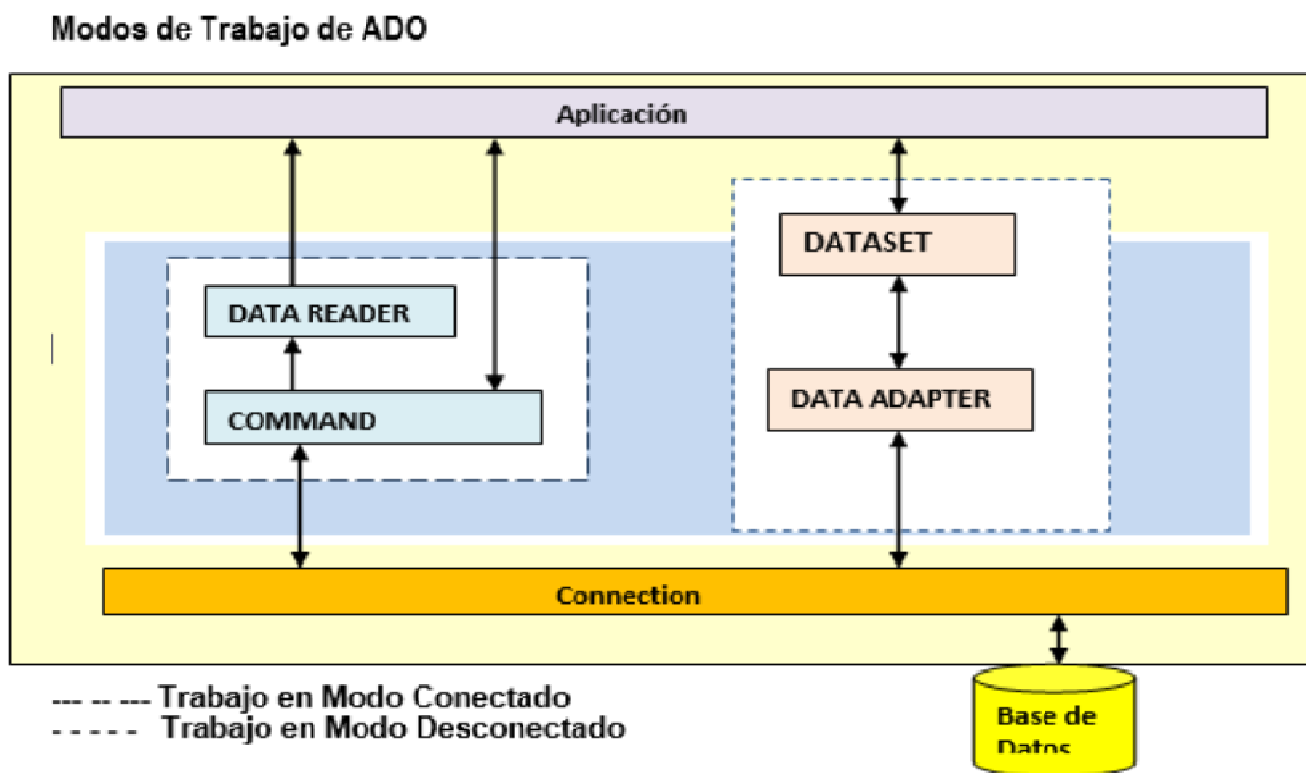 Modos de Trabajo de ADO
Aplicación
DATASET
DATA READER
DATA ADAPTER
COMMAND
Connection
--- -- --- Trabajo en Modo Conectado
- - - - - Trabajo en Modo Desconectado
Base de
Datos